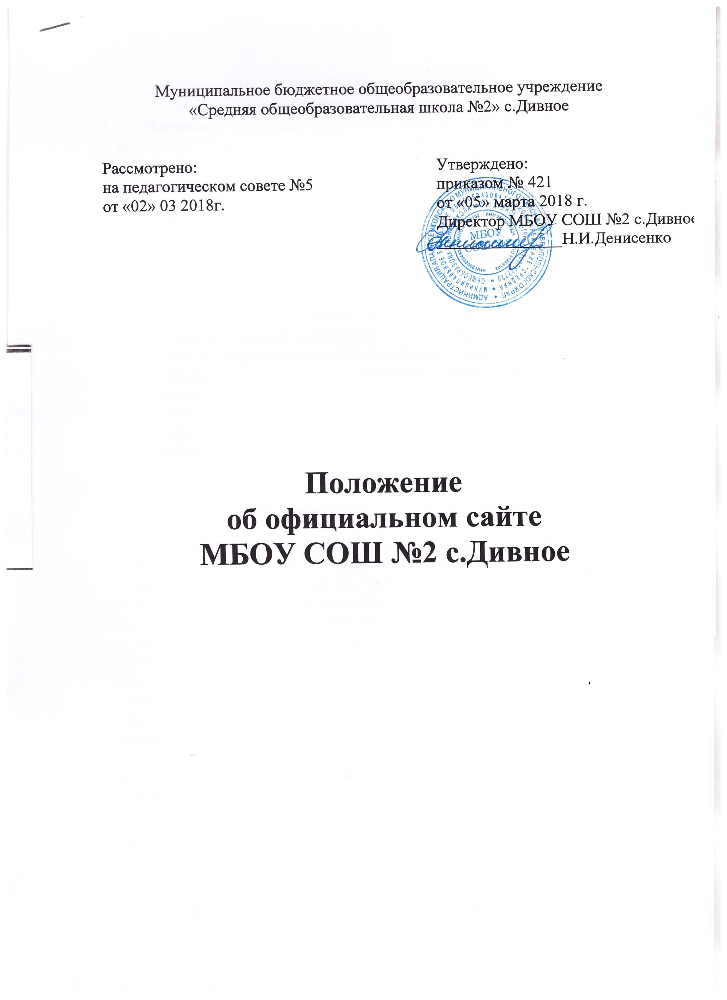 Муниципальное бюджетное общеобразовательное учреждение
«Средняя общеобразовательная школа №2» с.Дивное
Рассмотрено:
на педагогическом совете №5
от «02» 03 2018г.
Утверждено:
приказом № 421
от «05» марта 2018 г.
Директор МБОУ СОШ №2 с.Дивное
Н.И.Денисенко
МБОУ
Положение
об официальном сайте
МБОУ СОШ №2 с.Дивное